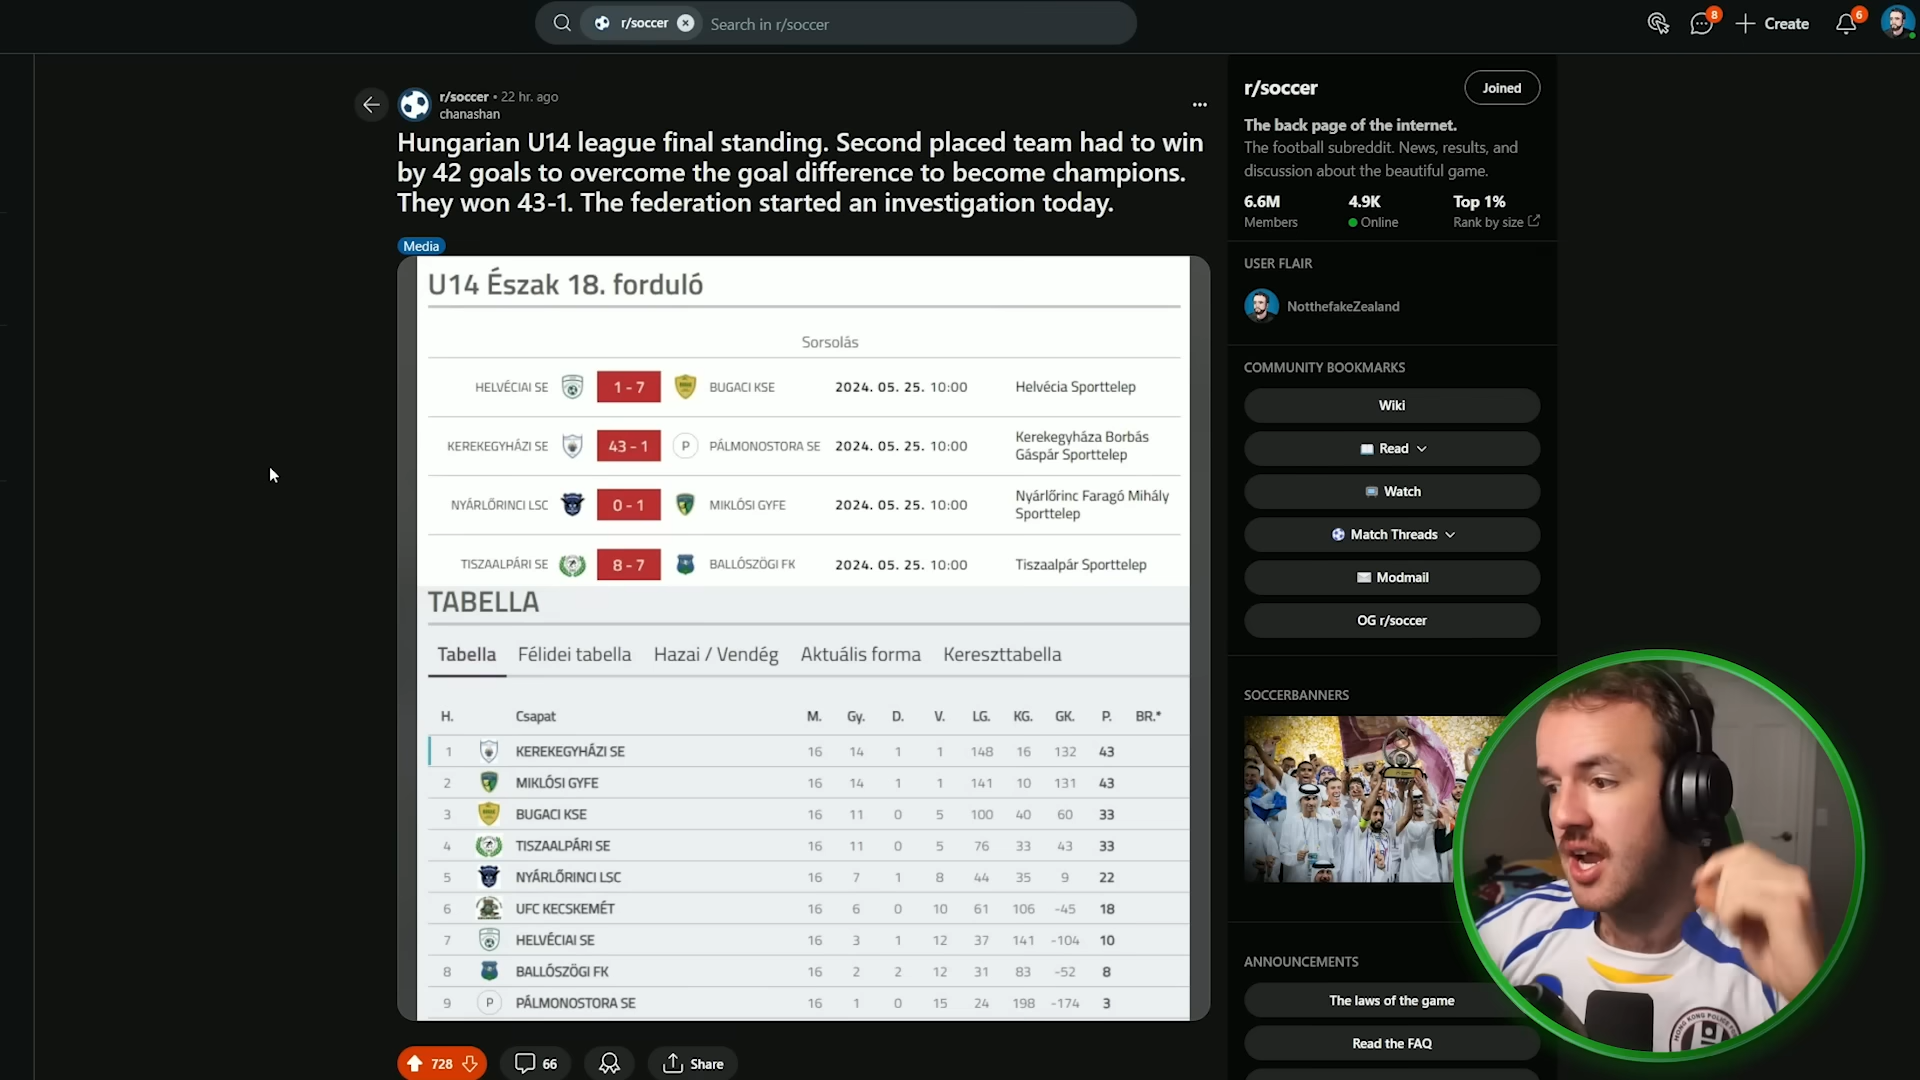 r/soccer
Search in r/soccer
8
Create
6
r/soccer • 22 hr. ago
chanashan
Hungarian U14 league final standing. Second placed team had to win
by 42 goals to overcome the goal difference to become champions.
They won 43-1. The federation started an investigation today.
Media
U14 Észak 18. forduló
Sorsolás
HELVÉCIAI SE 1 - 7 BUGACI KSE 2024. 05. 25. 10:00 Helvécia Sporttelep
KEREKEGYHÁZI SE 43 - 1 P PÁLMONOSTORA SE 2024. 05. 25. 10:00 Kerekegyháza Borbás
Gáspár Sporttelep
NYÁRLŐRINCI LSC 0 - 1 MIKLÓSI GYFE 2024. 05. 25. 10:00 Nyárlőrinc Faragó Mihály
Sporttelep
TISZAALPÁRI SE 8 - 7 BALLÓSZÖGI FK 2024. 05. 25. 10:00 Tiszaalpár Sporttelep
TABELLA
Tabella Félidei tabella Hazai / Vendég Aktuális forma Kereszttabella
H. Csapat M. Gy. D. V. LG. KG. GK. P. BR.*
1 KEREKEGYHÁZI SE 16 14 1 1 148 16 132 43
2 MIKLÓSI GYFE 16 14 1 1 141 10 131 43
3 BUGACI KSE 16 11 0 5 100 40 60 33
4 TISZAALPÁRI SE 16 11 0 5 76 33 43 33
5 NYÁRLŐRINCI LSC 16 7 1 8 44 35 9 22
6 UFC KECSKEMÉT 16 6 0 10 61 106 -45 18
7 HELVÉCIAI SE 16 3 1 12 37 141 -104 10
8 BALLÓSZÖGI FK 16 2 2 12 31 83 -52 8
9 P PÁLMONOSTORA SE 16 1 0 15 24 198 -174 3
728
66
Share
r/soccer
Joined
The back page of the internet.
The football subreddit. News, results, and
discussion about the beautiful game.
6.6M 4.9K Top 1%
Members Online Rank by size
USER FLAIR
NotthefakeZealand
COMMUNITY BOOKMARKS
Wiki
Read
Watch
Match Threads
Modmail
OG r/soccer
SOCCERBANNERS
ANNOUNCEMENTS
The laws of the game
Read the FAQ
HONG KONG POLICE